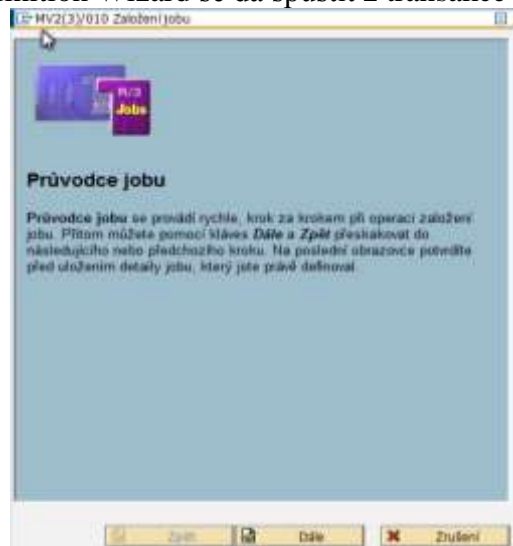 inition Wizard se dá spustit z transakce
MV2(3)/010 Založení jobu
R/3
Jobs
Průvodce jobu
Průvodce jobu se provádí rychle, krok za krokem při operaci založení
jobu. Přitom můžete pomocí kláves Dále a Zpět přeskakovat do
následujícího nebo předchozího kroku. Na poslední obrazovce potvrdíte
před uložením detaily jobu, který jste právě definoval.
Zpět Dále Zrušení